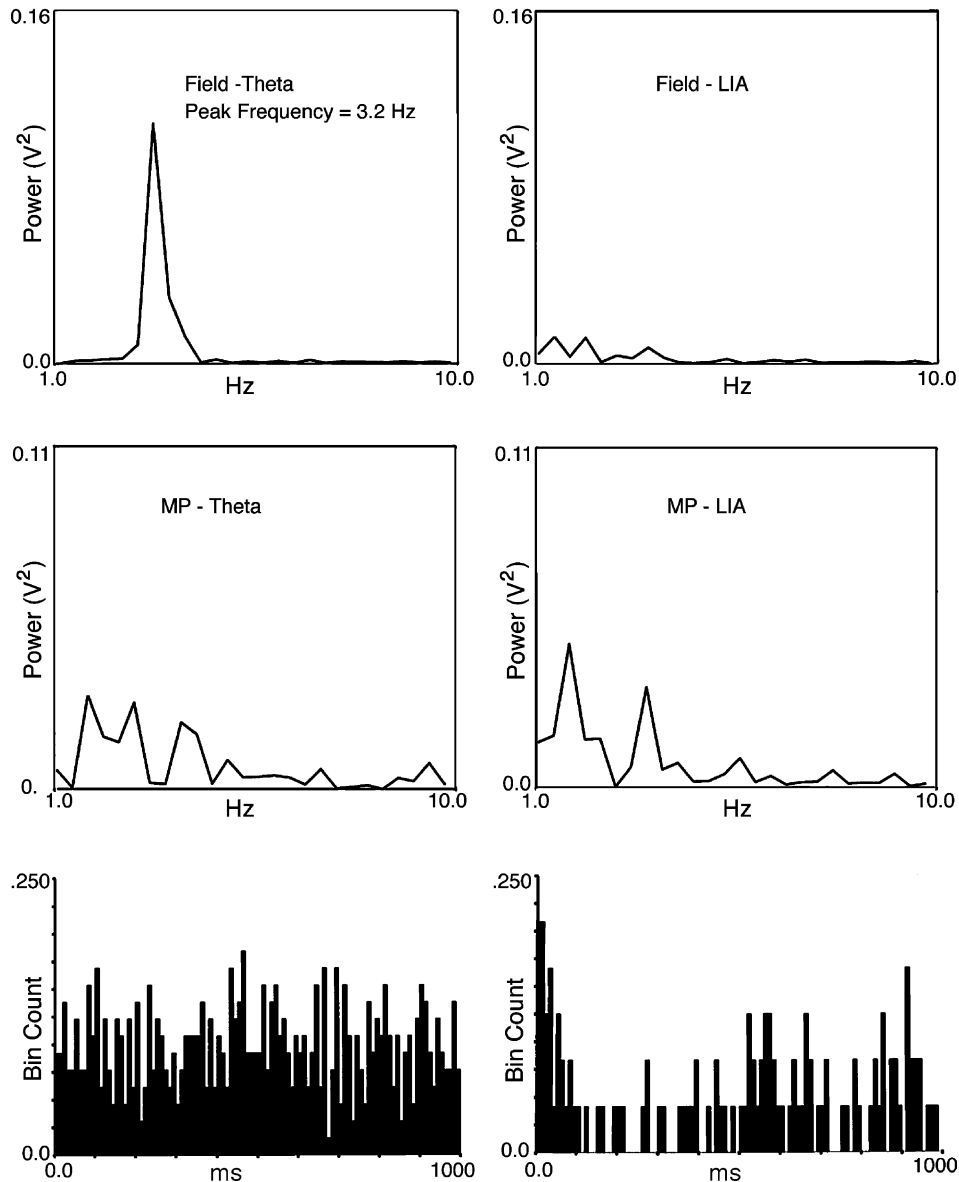 0.16
Field -Theta
Peak Frequency = 3.2 Hz
Power (V2)
0.0
1.0
Hz
10.0
0.16
Field - LIA
Power (V2)
0.0
1.0
Hz
10.0
0.11
MP - Theta
Power (V2)
0.
1.0
Hz
10.0
0.11
MP - LIA
Power (V2)
0.0
1.0
Hz
10.0
.250
Bin Count
0.0
0.0
ms
1000
.250
Bin Count
0.0
0.0
ms
1000